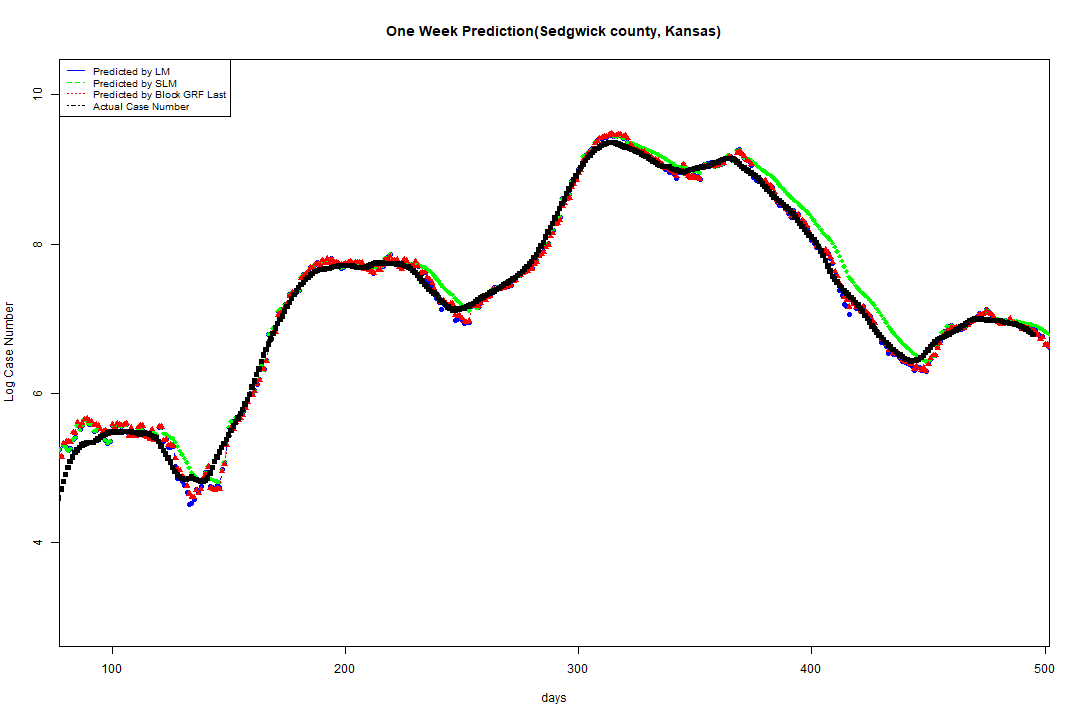 One Week Prediction(Sedgwick county, Kansas)
Predicted by LM
Predicted by SLM
Predicted by Block GRF Last
Actual Case Number
10
8
6
4
Log Case Number
100 200 300 400 500
days